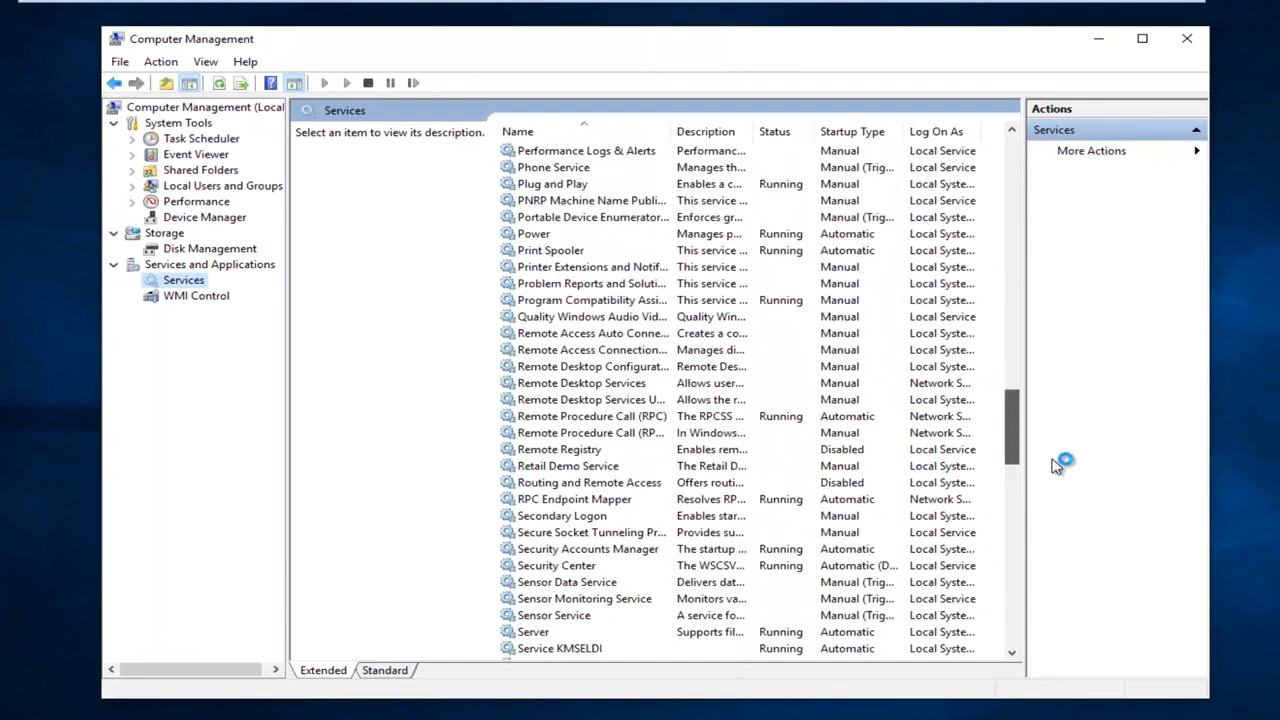 Computer Management
File Action View Help
Computer Management (Local
System Tools
Task Scheduler
Event Viewer
Shared Folders
Local Users and Groups
Performance
Device Manager
Storage
Disk Management
Services and Applications
Services
WMI Control
Services
Select an item to view its description.
Name Description Status Startup Type Log On As
Performance Logs & Alerts Performanc... Manual Local Service
Phone Service Manages th... Manual (Trig... Local Service
Plug and Play Enables a c... Running Manual Local Syste...
PNRP Machine Name Publi... This service ... Manual Local Service
Portable Device Enumerator... Enforces gr... Manual (Trig... Local Syste...
Power Manages p... Running Automatic Local Syste...
Print Spooler This service ... Running Automatic Local Syste...
Printer Extensions and Notif... This service ... Manual Local Syste...
Problem Reports and Soluti... This service ... Manual Local Syste...
Program Compatibility Assi... This service ... Running Manual Local Syste...
Quality Windows Audio Vid... Quality Win... Manual Local Service
Remote Access Auto Conne... Creates a co... Manual Local Syste...
Remote Access Connection... Manages di... Manual Local Syste...
Remote Desktop Configurat... Remote Des... Manual Local Syste...
Remote Desktop Services Allows user... Manual Network S...
Remote Desktop Services U... Allows the r... Manual Local Syste...
Remote Procedure Call (RPC) The RPCSS ... Running Automatic Network S...
Remote Procedure Call (RP... In Windows... Manual Network S...
Remote Registry Enables rem... Disabled Local Service
Retail Demo Service The Retail D... Manual Local Syste...
Routing and Remote Access Offers routi... Disabled Local Syste...
RPC Endpoint Mapper Resolves RP... Running Automatic Network S...
Secondary Logon Enables star... Manual Local Syste...
Secure Socket Tunneling Pr... Provides su... Manual Local Service
Security Accounts Manager The startup ... Running Automatic Local Syste...
Security Center The WSCSV... Running Automatic (D... Local Service
Sensor Data Service Delivers dat... Manual (Trig... Local Syste...
Sensor Monitoring Service Monitors va... Manual (Trig... Local Service
Sensor Service A service fo... Manual (Trig... Local Syste...
Server Supports fil... Running Automatic Local Syste...
Service KMSELDI Running Automatic Local Syste...
Extended Standard
Actions
Services
More Actions